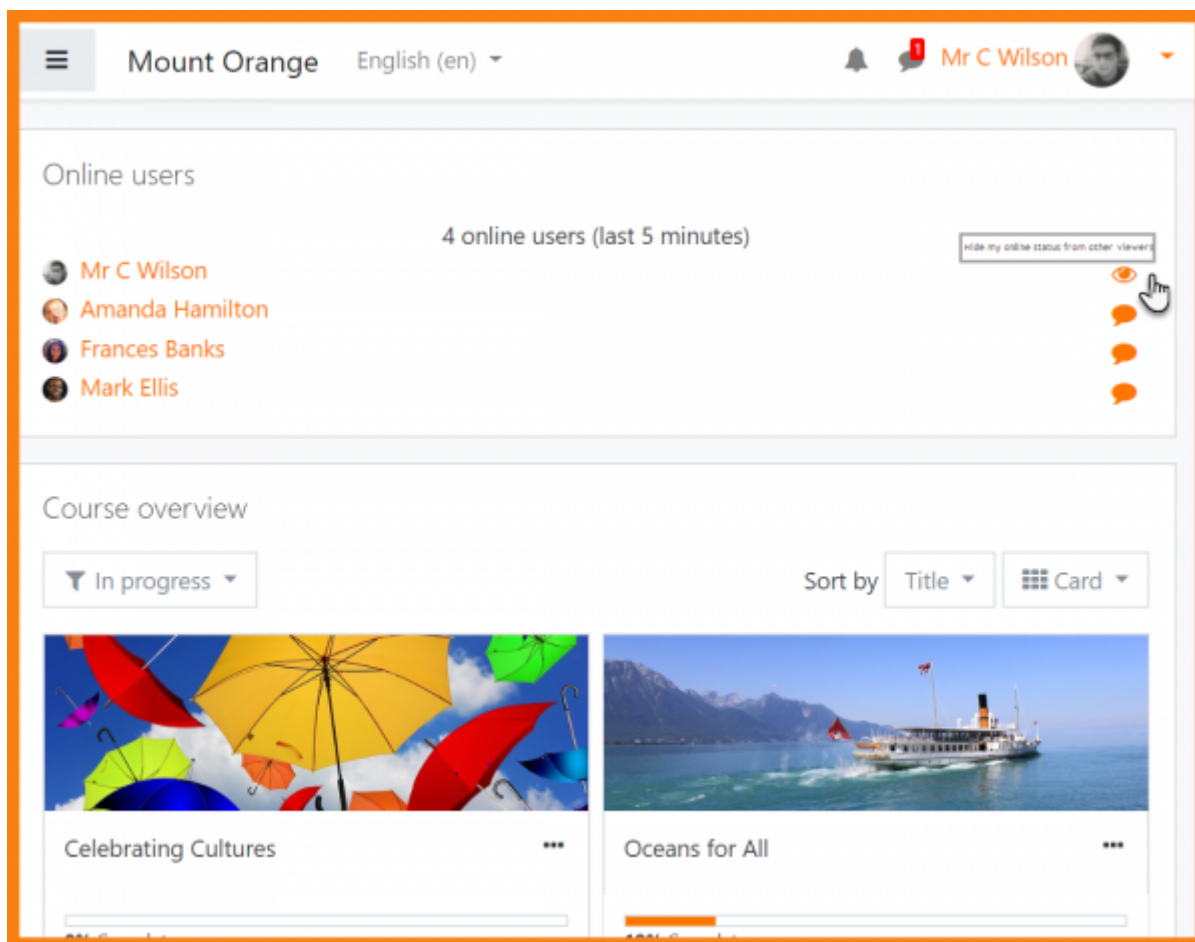 Mount Orange English (en) 1 Mr C Wilson
Online users
4 online users (last 5 minutes)
Hide my online status from other viewers
Mr C Wilson
Amanda Hamilton
Frances Banks
Mark Ellis
Course overview
In progress Sort by Title Card
Celebrating Cultures ... Oceans for All ...